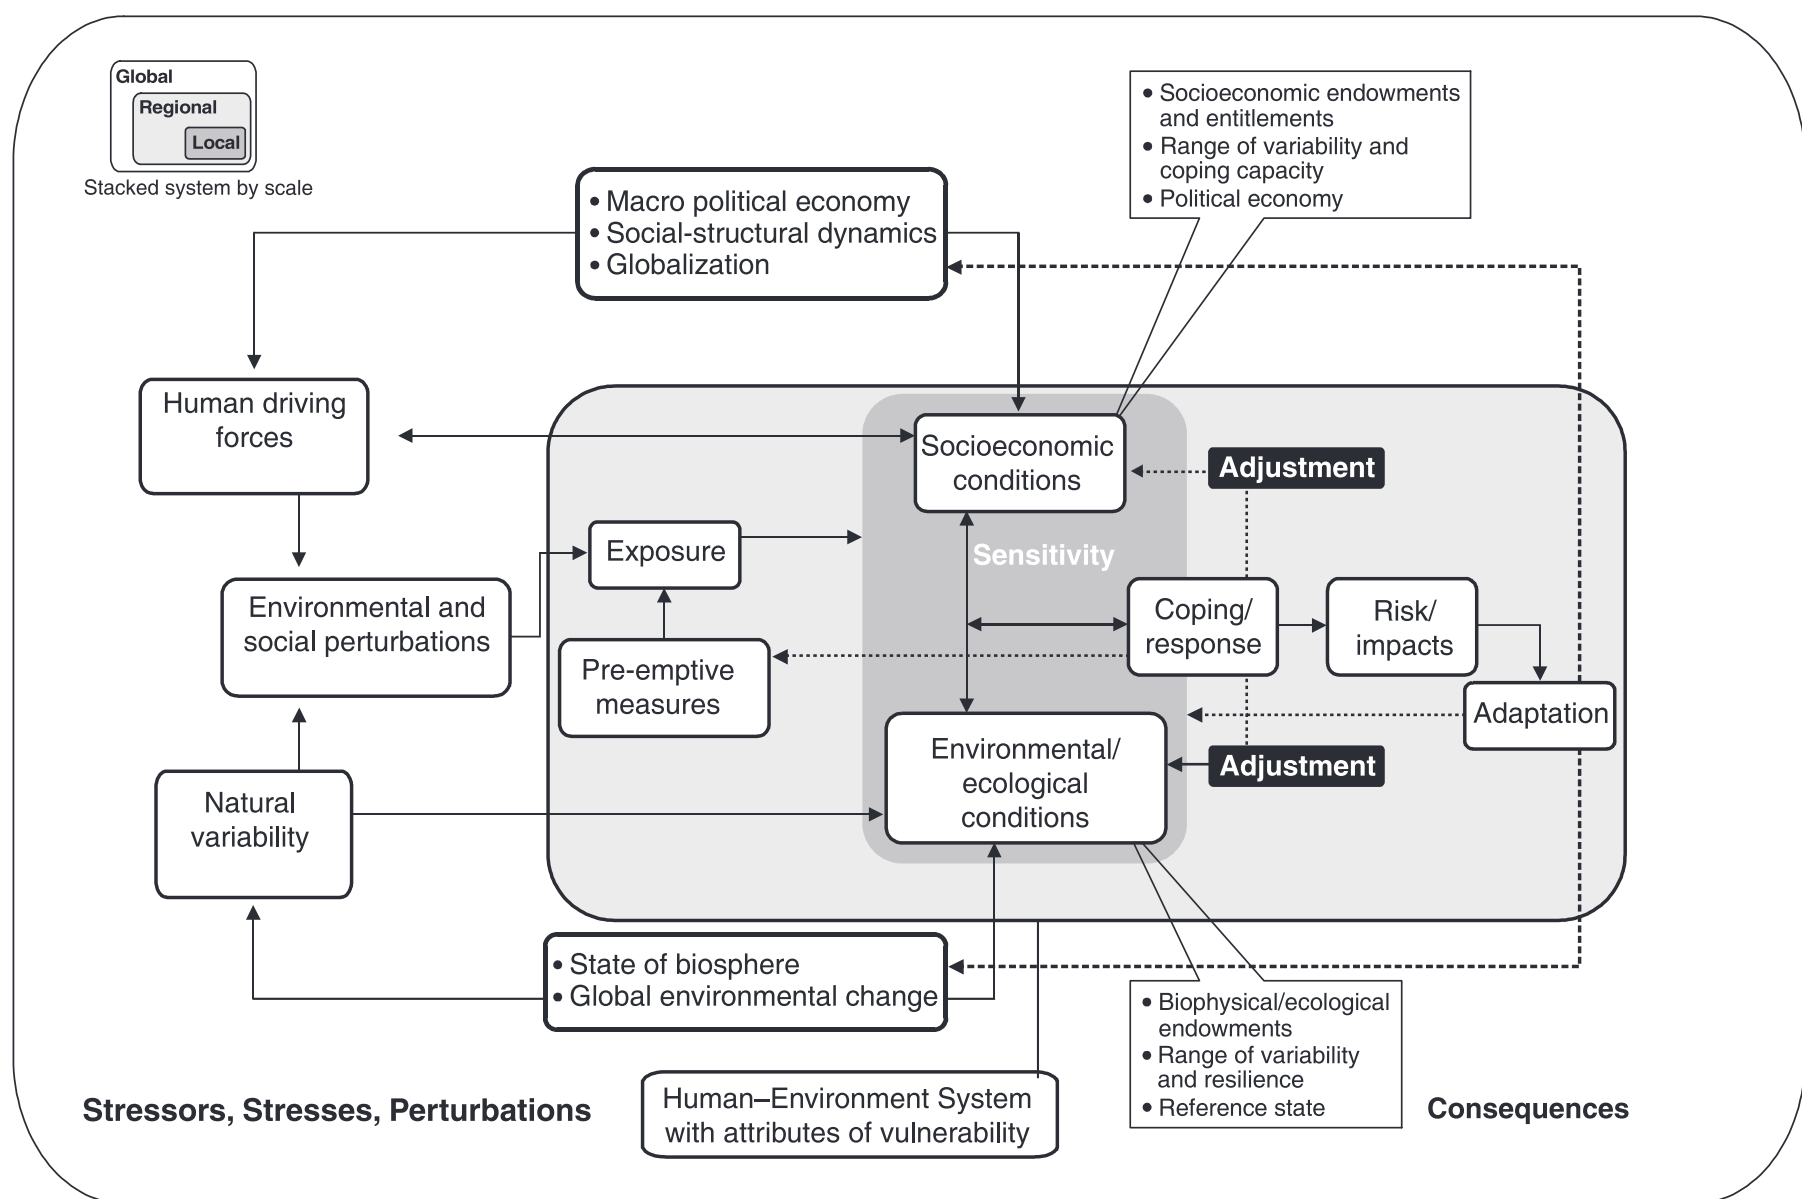 Global
Regional
Local
Stacked system by scale
• Macro political economy
• Social-structural dynamics
• Globalization
• Socioeconomic endowments
and entitlements
• Range of variability and
coping capacity
• Political economy
Human driving
forces
Socioeconomic
conditions
Adjustment
Exposure
Sensitivity
Environmental and
social perturbations
Coping/
response
Risk/
impacts
Pre-emptive
measures
Adaptation
Environmental/
ecological
conditions
Adjustment
Natural
variability
• State of biosphere
• Global environmental change
• Biophysical/ecological
endowments
• Range of variability
and resilience
• Reference state
Stressors, Stresses, Perturbations
Human–Environment System
with attributes of vulnerability
Consequences